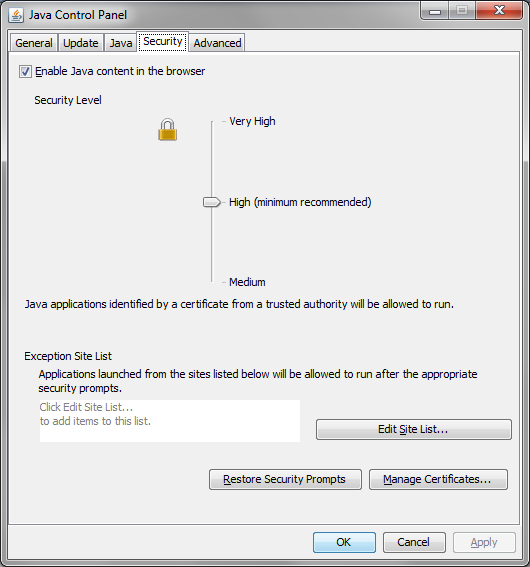 Java Control Panel
General Update Java Security Advanced
Enable Java content in the browser
Security Level
Very High
High (minimum recommended)
Medium
Java applications identified by a certificate from a trusted authority will be allowed to run.
Exception Site List
Applications launched from the sites listed below will be allowed to run after the appropriate
security prompts.
Click Edit Site List...
to add items to this list.
Edit Site List...
Restore Security Prompts Manage Certificates...
OK Cancel Apply